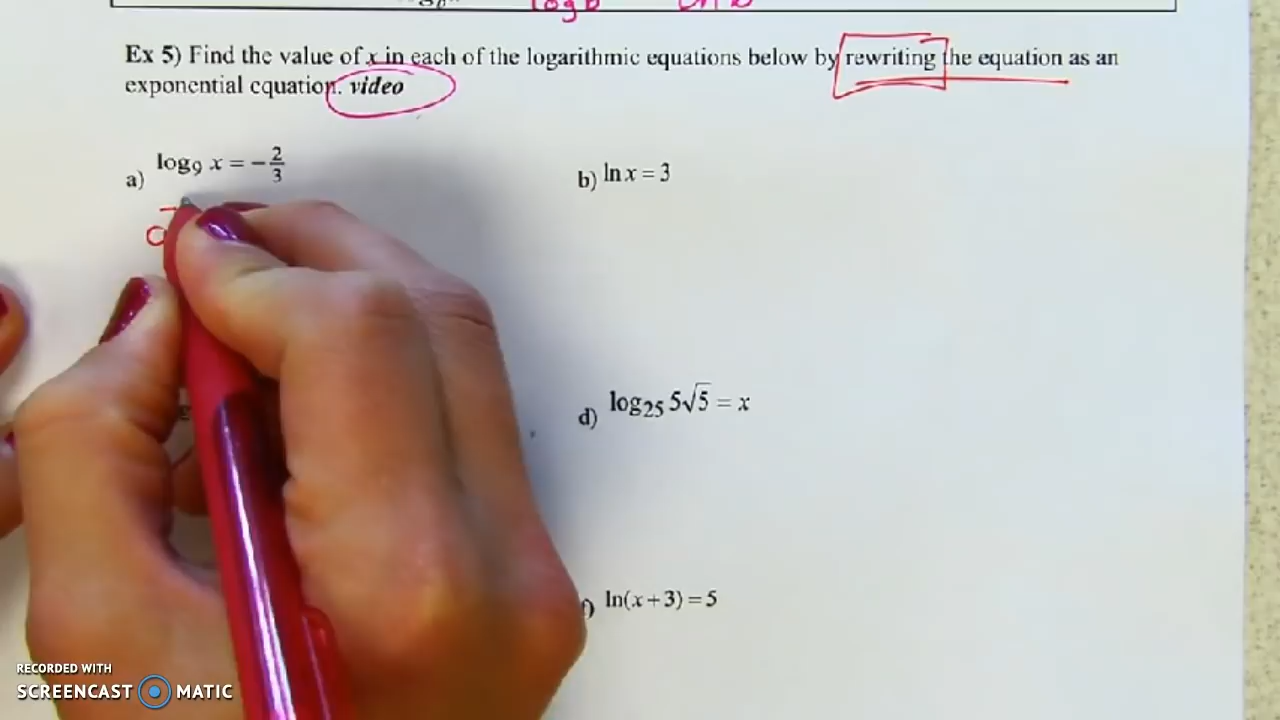 log b
Ex 5) Find the value of x in each of the logarithmic equations below by rewriting the equation as an
exponential equation. video
a) log₉ x = -2/3
b) ln x = 3
d) log₂₅ 5√5 = x
f) ln(x+3) = 5
RECORDED WITH
SCREENCAST MATIC